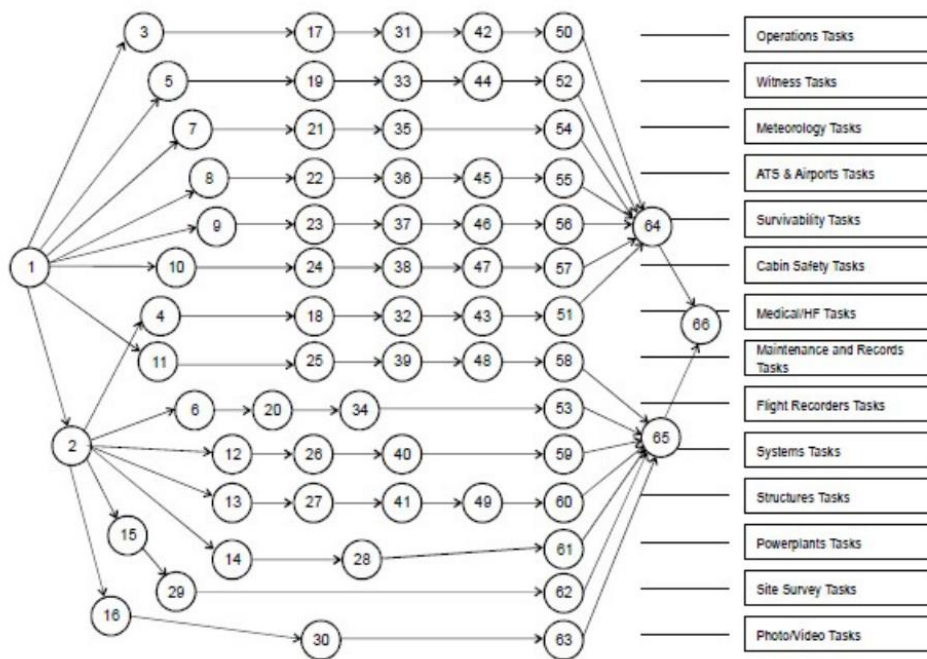 3 17 31 42 50 Operations Tasks
5 19 33 44 52 Witness Tasks
7 21 35 54 Meteorology Tasks
8 22 36 45 55 ATS & Airports Tasks
9 23 37 46 56 64 Survivability Tasks
1 10 24 38 47 57 Cabin Safety Tasks
4 18 32 43 51 66 Medical/HF Tasks
11 25 39 48 58 Maintenance and Records
Tasks
6 20 34 53 Flight Recorders Tasks
2 12 26 40 59 65 Systems Tasks
13 27 41 49 60 Structures Tasks
15 14 28 61 Powerplants Tasks
29 62 Site Survey Tasks
16 30 63 Photo/Video Tasks